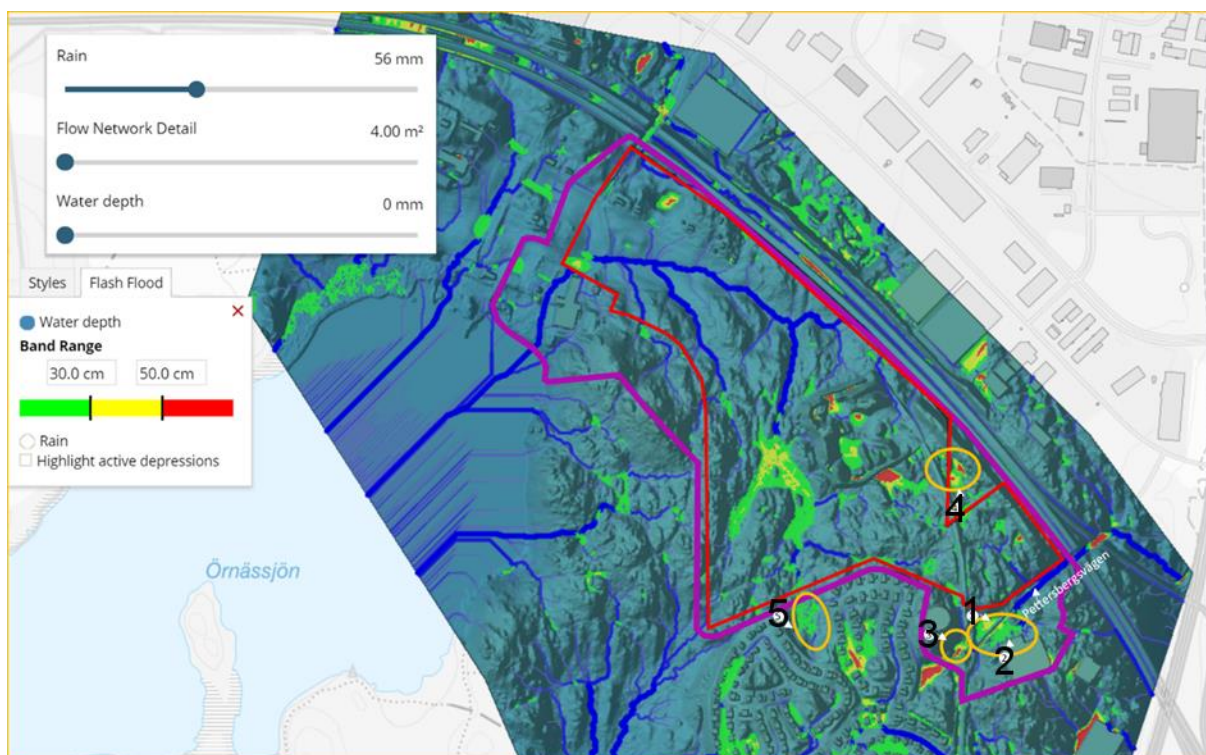 Rain 56 mm
Flow Network Detail 4.00 m²
Water depth 0 mm
Styles Flash Flood
Water depth
Band Range
30.0 cm 50.0 cm
Rain
Highlight active depressions
Örnässjön
4
Pettersbergsvägen
1
5
3
2